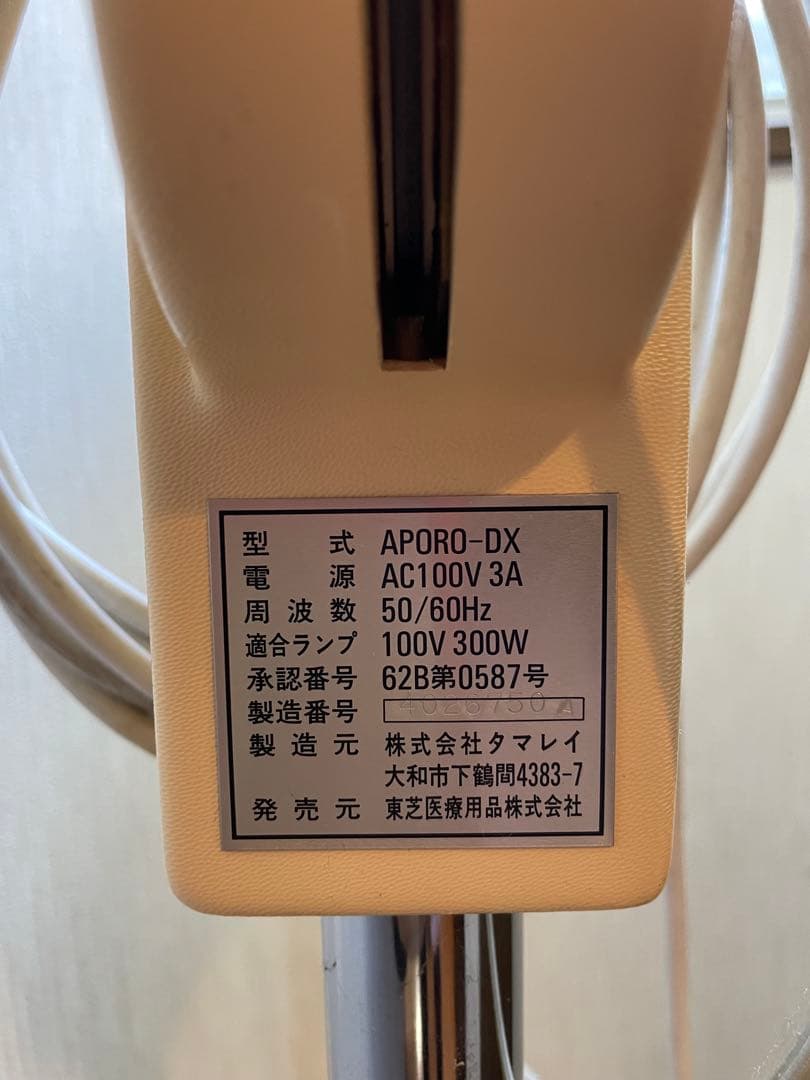 型式 APORO-DX
電源 AC100V 3A
周波数 50/60Hz
適合ランプ 100V 300W
承認番号 62B第0587号
製造番号 4026750 A
製造元 株式会社タマレイ
大和市下鶴間4383-7
発売元 東芝医療用品株式会社